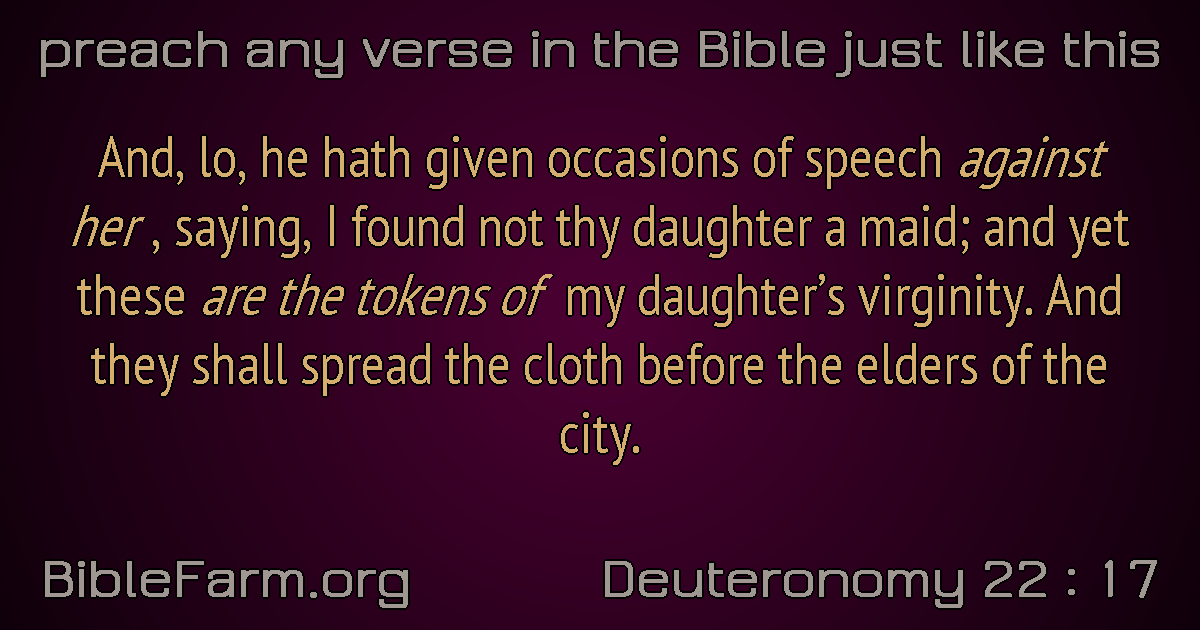 preach any verse in the Bible just like this
And, lo, he hath given occasions of speech against
her , saying, I found not thy daughter a maid; and yet
these are the tokens of my daughter’s virginity. And
they shall spread the cloth before the elders of the
city.
BibleFarm.org
Deuteronomy 22 : 17